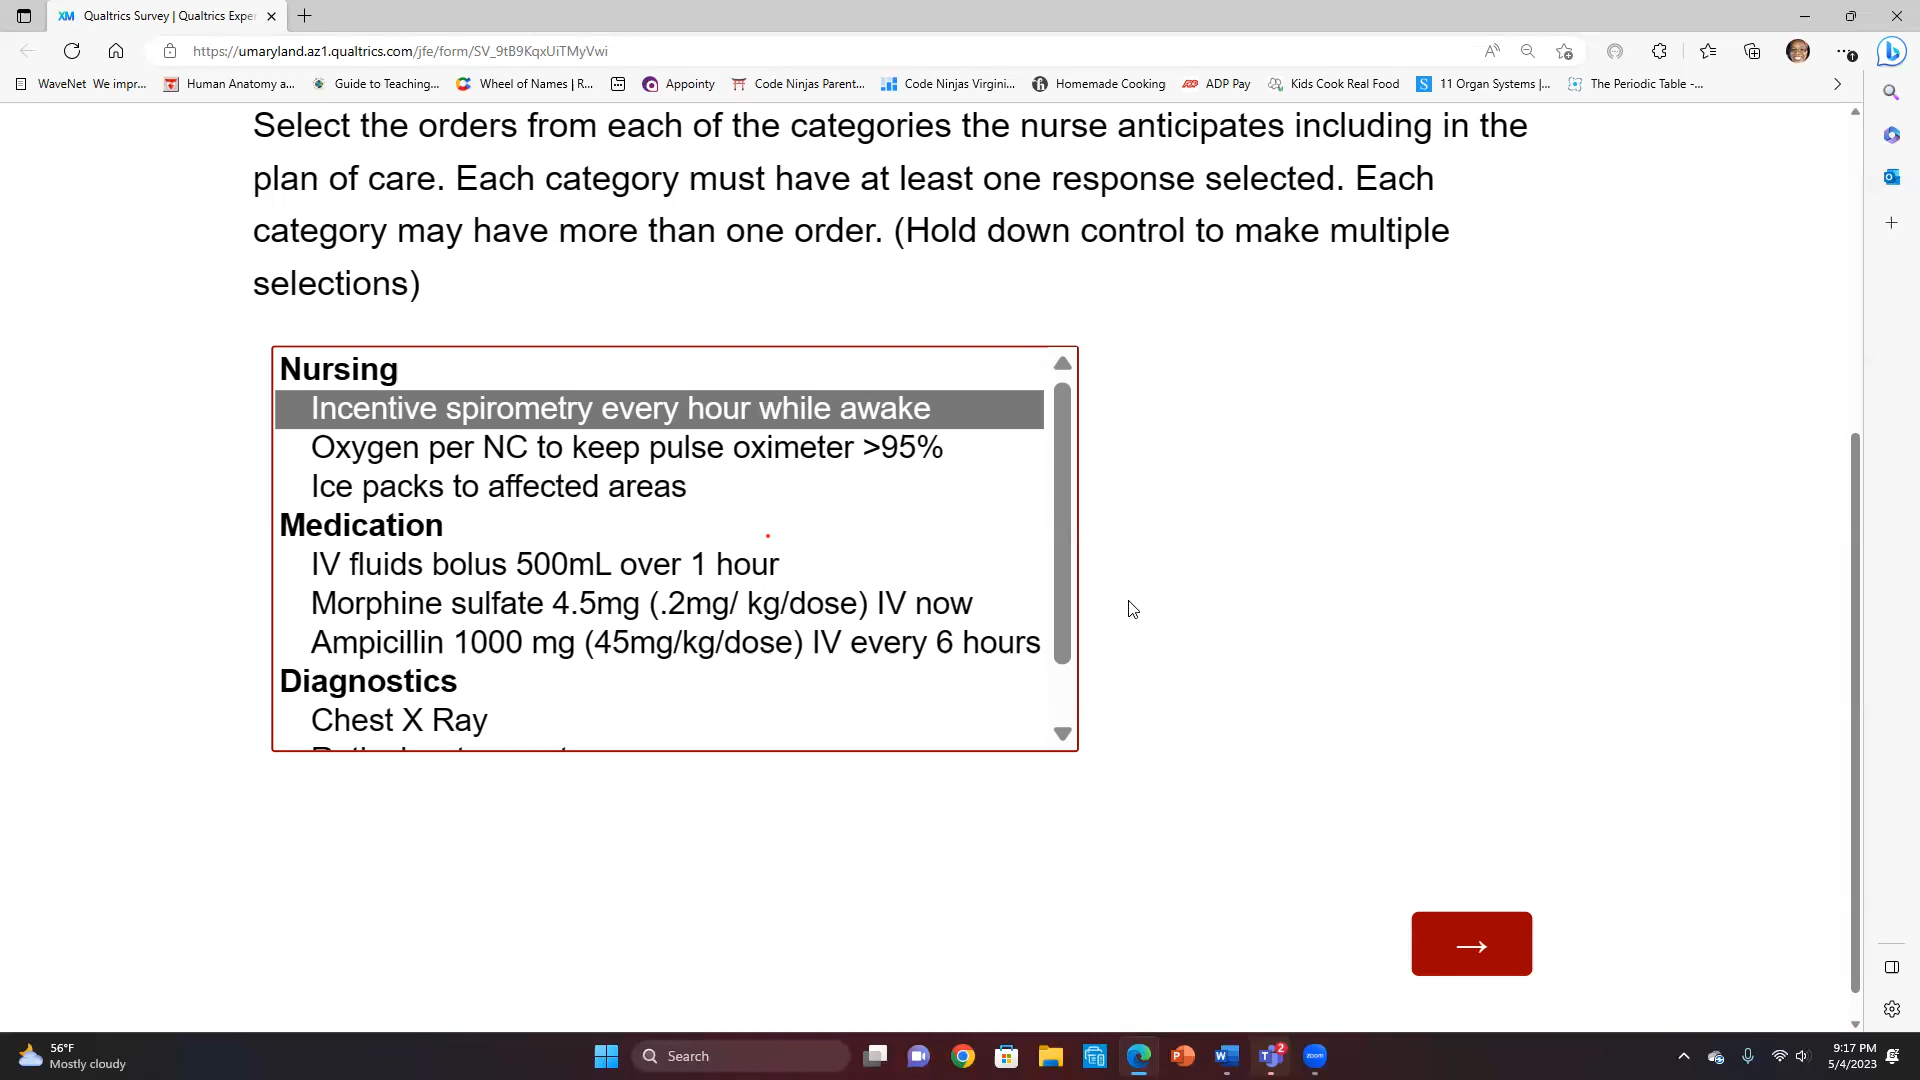 XM Qualtrics Survey | Qualtrics Exper
https://umaryland.az1.qualtrics.com/jfe/form/SV_9tB9KqxUiTMyVwi
WaveNet We impr... Human Anatomy a... Guide to Teaching... Wheel of Names | R... Appointy Code Ninjas Parent... Code Ninjas Virgini... Homemade Cooking ADP Pay Kids Cook Real Food S 11 Organ Systems |... The Periodic Table -...
Select the orders from each of the categories the nurse anticipates including in the
plan of care. Each category must have at least one response selected. Each
category may have more than one order. (Hold down control to make multiple
selections)
Nursing
Incentive spirometry every hour while awake
Oxygen per NC to keep pulse oximeter >95%
Ice packs to affected areas
Medication
IV fluids bolus 500mL over 1 hour
Morphine sulfate 4.5mg (.2mg/ kg/dose) IV now
Ampicillin 1000 mg (45mg/kg/dose) IV every 6 hours
Diagnostics
Chest X Ray
→
56°F
Mostly cloudy
Search
2
zoom
9:17 PM
5/4/2023